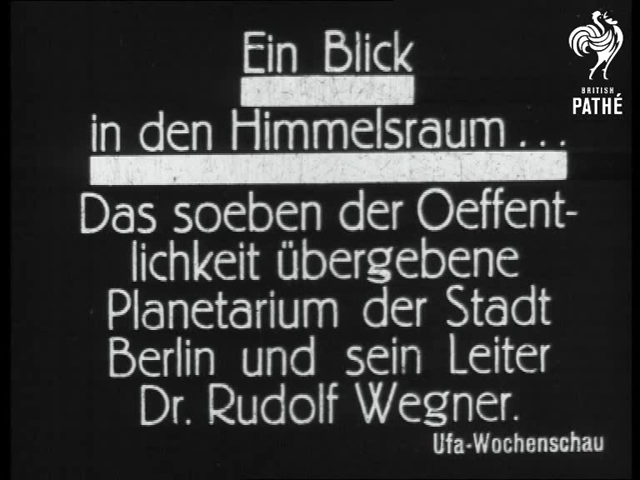 Ein Blick
in den Himmelsraum...
Das soeben der Oeffent-
lichkeit übergebene
Planetarium der Stadt
Berlin und sein Leiter
Dr. Rudolf Wegner.
Ufa-Wochenschau
BRITISH
PATHÉ